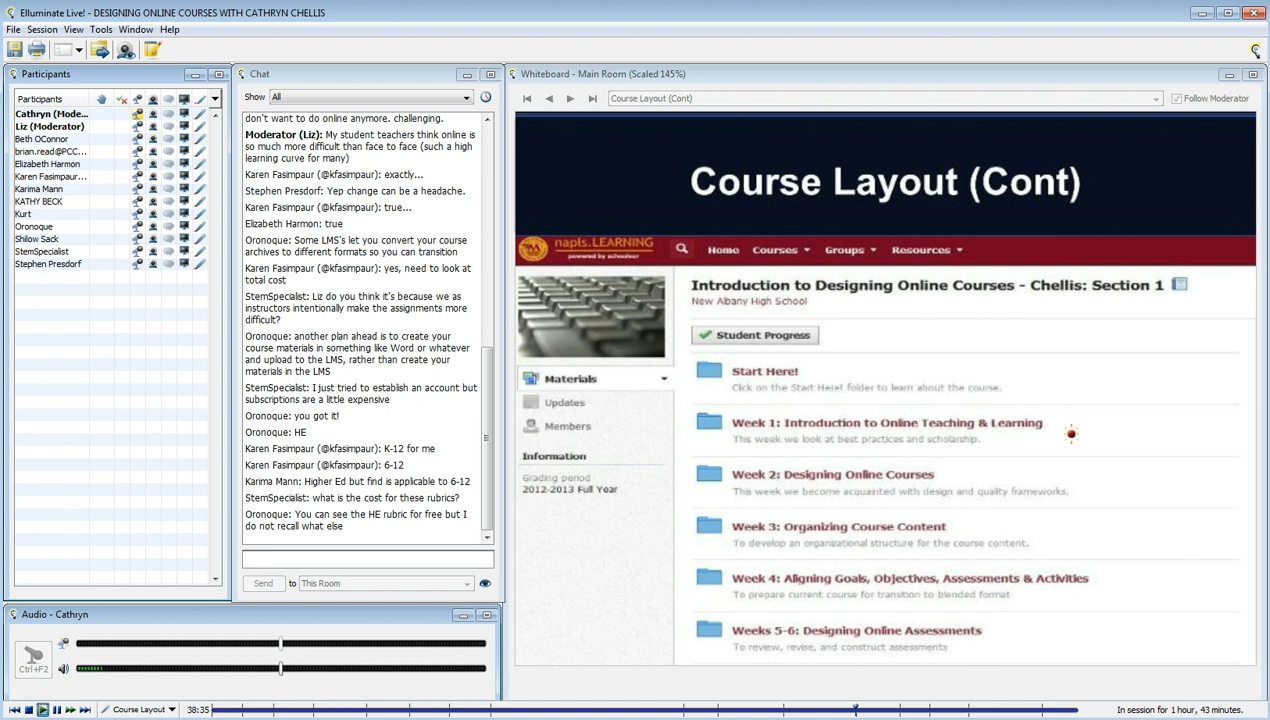 Elluminate Live! - DESIGNING ONLINE COURSES WITH CATHRYN CHELLIS
File Session View Tools Window Help
Participants
Participants
Cathryn (Mode...
Liz (Moderator)
Beth OConnor
brian.read@PCC...
Elizabeth Harmon
Karen Fasimpaur...
Karima Mann
KATHY BECK
Kurt
Oronoque
Shilow Sack
StemSpecialist
Stephen Presdorf
Chat
Show All
don't want to do online anymore. challenging.
Moderator (Liz): My student teachers think online is
so much more difficult than face to face (such a high
learning curve for many)
Karen Fasimpaur (@kfasimpaur): exactly...
Stephen Presdorf: Yep change can be a headache.
Karen Fasimpaur (@kfasimpaur): true...
Elizabeth Harmon: true
Oronoque: Some LMS's let you convert your course
archives to different formats so you can transition
Karen Fasimpaur (@kfasimpaur): yes, need to look at
total cost
StemSpecialist: Liz do you think it's because we as
instructors intentionally make the assignments more
difficult?
Oronoque: another plan ahead is to create your
course materials in something like Word or whatever
and upload to the LMS, rather than create your
materials in the LMS
StemSpecialist: I just tried to establish an account but
subscriptions are a little expensive
Oronoque: you got it!
Oronoque: HE
Karen Fasimpaur (@kfasimpaur): K-12 for me
Karen Fasimpaur (@kfasimpaur): 6-12
Karima Mann: Higher Ed but find is applicable to 6-12
StemSpecialist: what is the cost for these rubrics?
Oronoque: You can see the HE rubric for free but I
do not recall what else
Send to This Room
Audio - Cathryn
Ctrl+F2
Whiteboard - Main Room (Scaled 145%)
Course Layout (Cont) Follow Moderator
Course Layout (Cont)
napls.LEARNING
powered by schoology
Home Courses Groups Resources
Introduction to Designing Online Courses - Chellis: Section 1
New Albany High School
Student Progress
Materials
Updates
Members
Information
Grading period
2012-2013 Full Year
Start Here!
Click on the Start Here! folder to learn about the course.
Week 1: Introduction to Online Teaching & Learning
This week we look at best practices and scholarship.
Week 2: Designing Online Courses
This week we become acquainted with design and quality frameworks.
Week 3: Organizing Course Content
To develop an organizational structure for the course content.
Week 4: Aligning Goals, Objectives, Assessments & Activities
To prepare current course for transition to blended format
Weeks 5-6: Designing Online Assessments
To review, revise, and construct assessments
Course Layout 38:35 In session for 1 hour, 43 minutes.